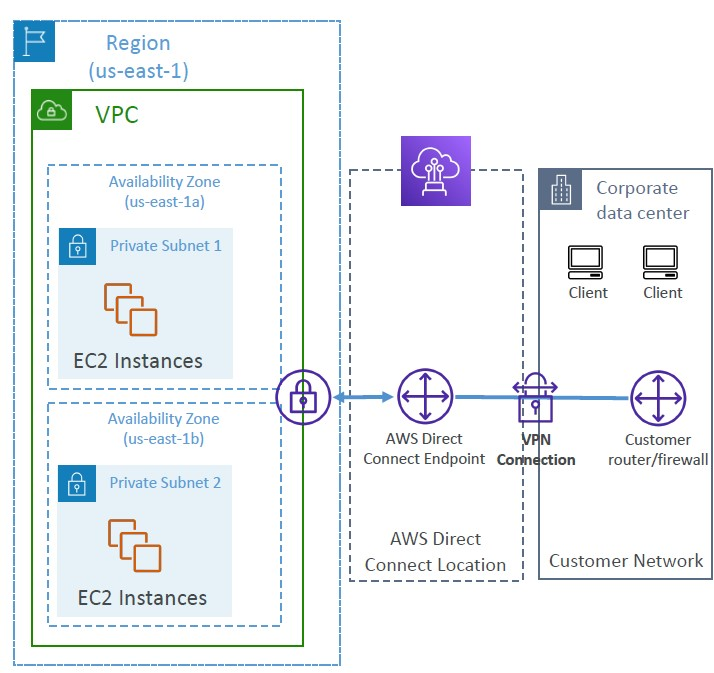 Region
(us-east-1)
VPC
Availability Zone
(us-east-1a)
Private Subnet 1
EC2 Instances
Availability Zone
(us-east-1b)
Private Subnet 2
EC2 Instances
AWS Direct
Connect Endpoint
AWS Direct
Connect Location
VPN
Connection
Corporate
data center
Client
Client
Customer
router/firewall
Customer Network